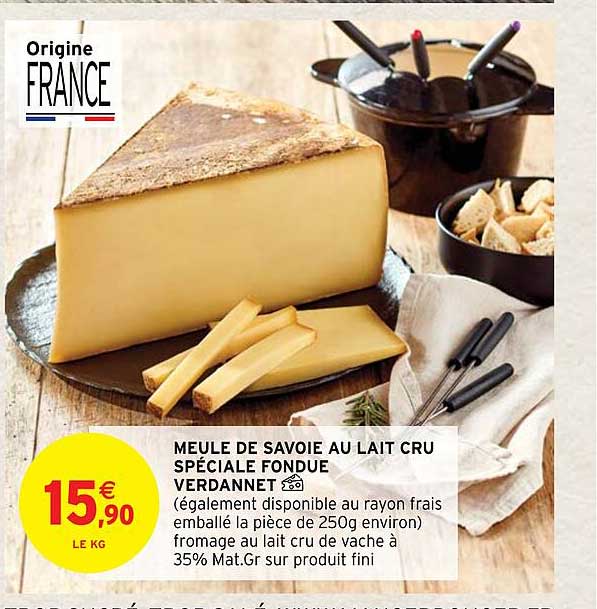 Origine
FRANCE
MEULE DE SAVOIE AU LAIT CRU
SPÉCIALE FONDUE
VERDANNET
(également disponible au rayon frais
emballé la pièce de 250g environ)
fromage au lait cru de vache à
35% Mat.Gr sur produit fini
15€,90
LE KG